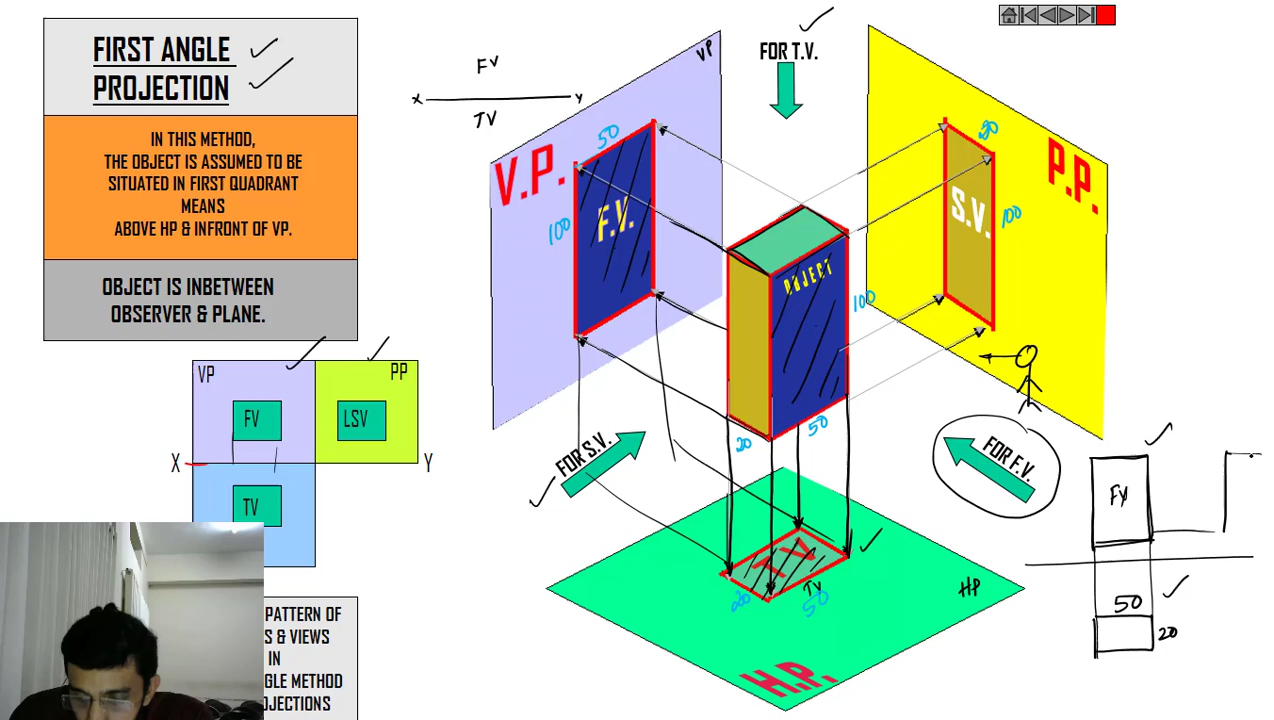 FIRST ANGLE
PROJECTION
IN THIS METHOD,
THE OBJECT IS ASSUMED TO BE
SITUATED IN FIRST QUADRANT
MEANS
ABOVE HP & INFRONT OF VP.
OBJECT IS INBETWEEN
OBSERVER & PLANE.
FV
X Y
TV
VP
PP
FV
LSV
X
Y
TV
PATTERN OF
S & VIEWS
IN
GLE METHOD
OJECTIONS
FOR T.V.
VP
V.P.
50
100
F.V.
P.P.
20
S.V.
100
OBJECT
100
20
50
FOR S.V.
FOR F.V.
TV
20
TV
50
HP
H.P.
FV
50
20